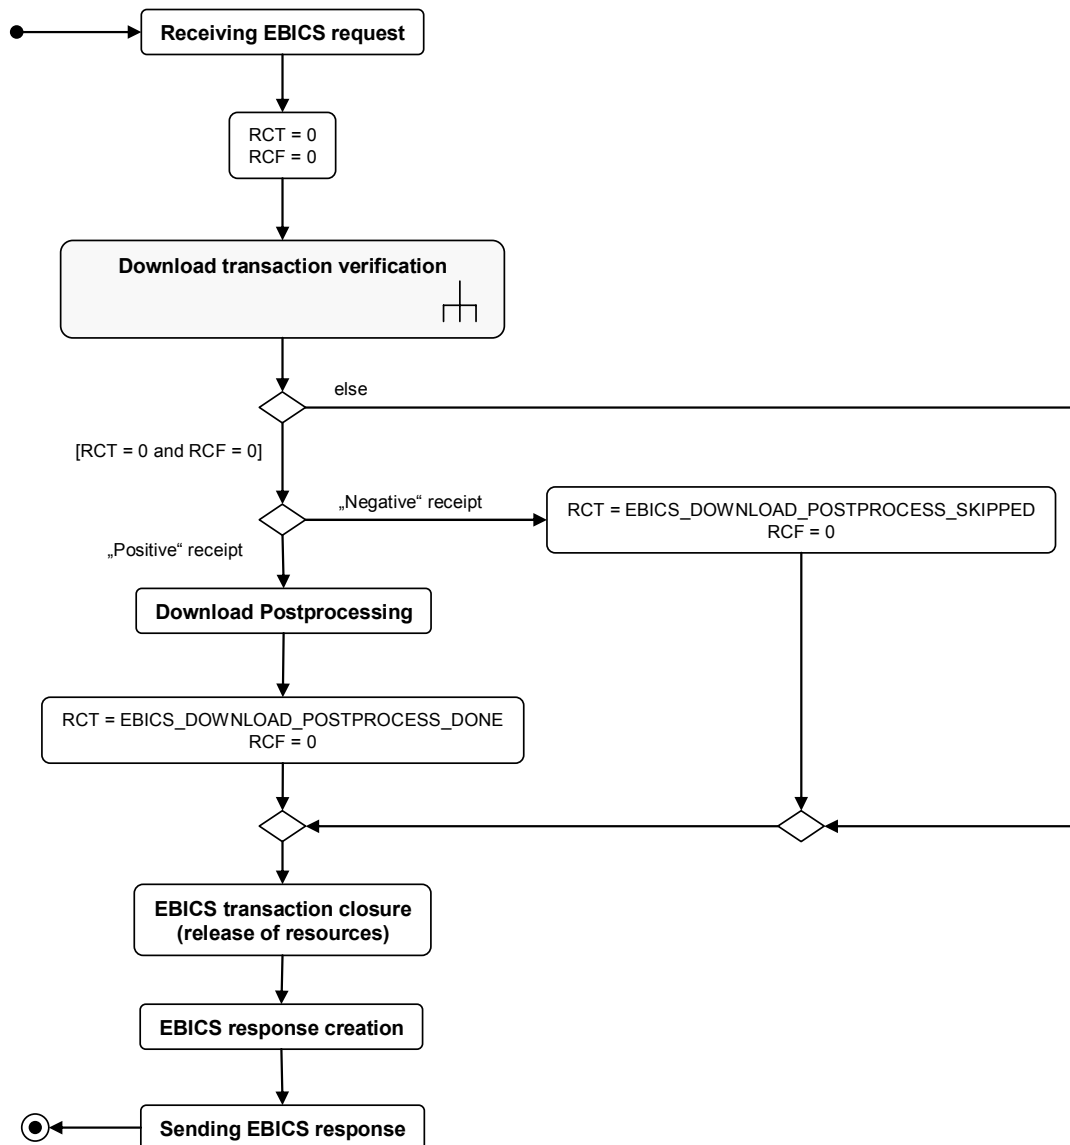 Receiving EBICS request
RCT = 0
RCF = 0
Download transaction verification
else
[RCT = 0 and RCF = 0]
„Negative“ receipt
RCT = EBICS_DOWNLOAD_POSTPROCESS_SKIPPED
RCF = 0
„Positive“ receipt
Download Postprocessing
RCT = EBICS_DOWNLOAD_POSTPROCESS_DONE
RCF = 0
EBICS transaction closure
(release of resources)
EBICS response creation
Sending EBICS response